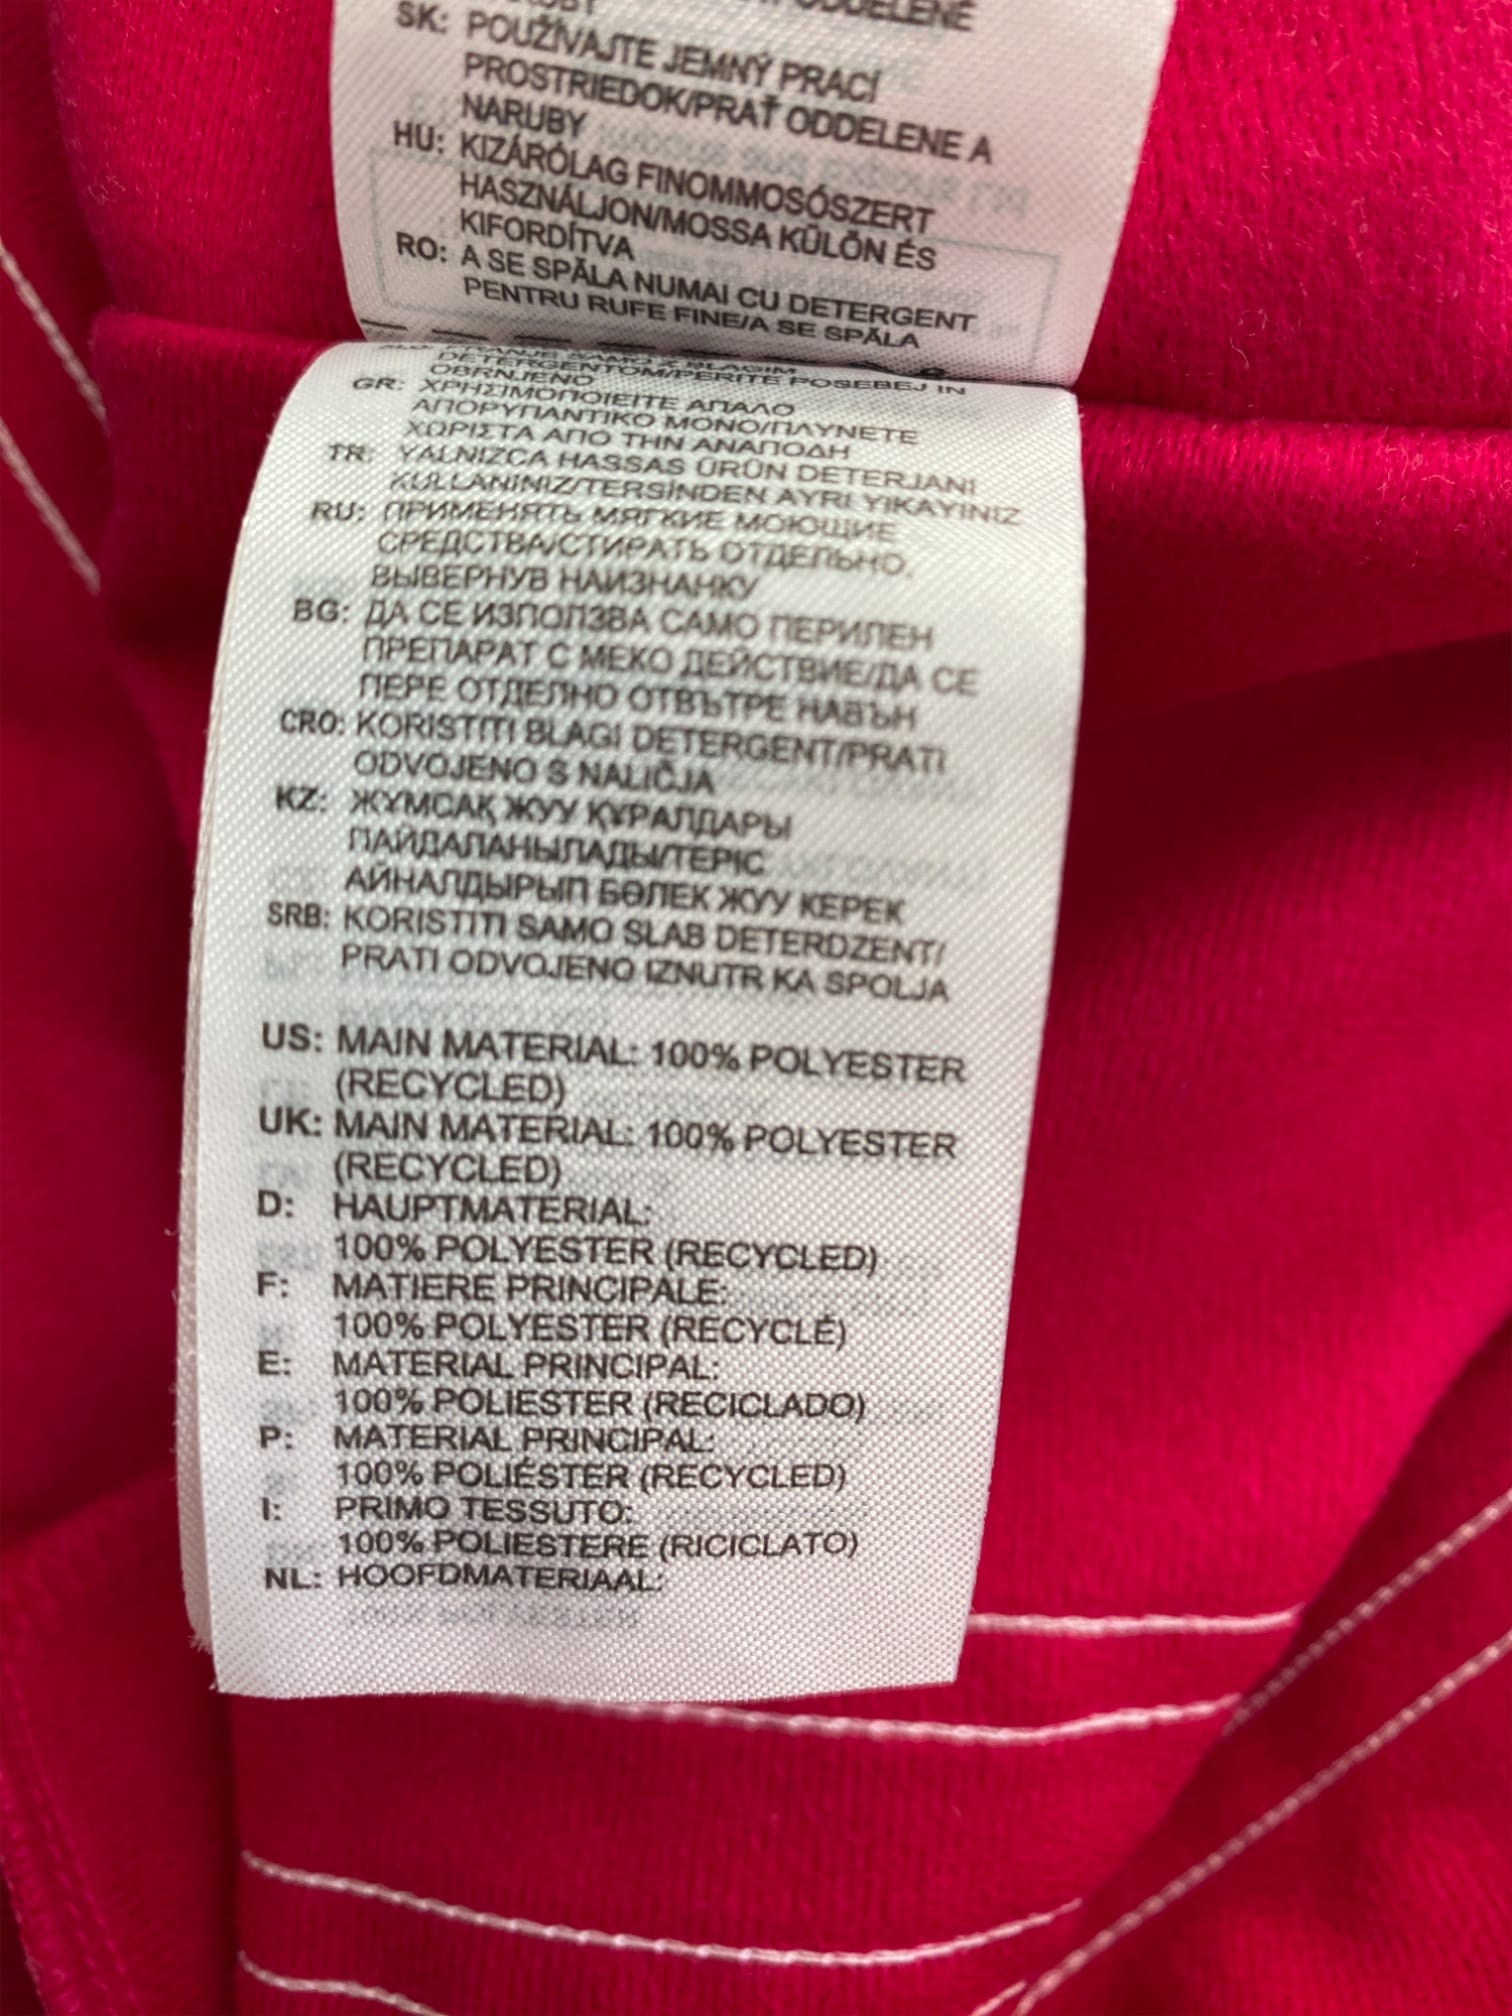 ODDELENĚ
SK: POUŽÍVAJTE JEMNÝ PRACÍ
PROSTRIEDOK/PRAŤ ODDELENE A
NARUBY
HU: KIZÁRÓLAG FINOMMOSÓSZERT
HASZNÁLJON/MOSSA KÜLÖN ÉS
KIFORDÍTVA
RO: A SE SPĂLA NUMAI CU DETERGENT
PENTRU RUFE FINE/A SE SPĂLA
SAMO Z BLAGIM
DETERGENTOM/PERITE POSEBEJ IN
OBRNJENO
GR: ΧΡΗΣΙΜΟΠΟΙΕΙΤΕ ΑΠΑΛΟ
ΑΠΟΡΥΠΑΝΤΙΚΟ ΜΟΝΟ/ΠΛΥΝΕΤΕ
ΧΩΡΙΣΤΑ ΑΠΟ ΤΗΝ ΑΝΑΠΟΔΗ
TR: YALNIZCA HASSAS ÜRÜN DETERJANI
KULLANINIZ/TERSİNDEN AYRI YIKAYINIZ
RU: ПРИМЕНЯТЬ МЯГКИЕ МОЮЩИЕ
СРЕДСТВА/СТИРАТЬ ОТДЕЛЬНО,
ВЫВЕРНУВ НАИЗНАНКУ
BG: ДА СЕ ИЗПОЛЗВА САМО ПЕРИЛЕН
ПРЕПАРАТ С МЕКО ДЕЙСТВИЕ/ДА СЕ
ПЕРЕ ОТДЕЛНО ОТВЪТРЕ НАВЪН
CRO: KORISTITI BLAGI DETERGENT/PRATI
ODVOJENO S NALIČJA
KZ: ЖҰМСАҚ ЖУУ ҚҰРАЛДАРЫ
ПАЙДАЛАНЫЛАДЫ/ТЕРІС
АЙНАЛДЫРЫП БӨЛЕК ЖУУ КЕРЕК
SRB: KORISTITI SAMO SLAB DETERDZENT/
PRATI ODVOJENO IZNUTR KA SPOLJA
US: MAIN MATERIAL: 100% POLYESTER
(RECYCLED)
UK: MAIN MATERIAL: 100% POLYESTER
(RECYCLED)
D: HAUPTMATERIAL:
100% POLYESTER (RECYCLED)
F: MATIERE PRINCIPALE:
100% POLYESTER (RECYCLÉ)
E: MATERIAL PRINCIPAL:
100% POLIESTER (RECICLADO)
P: MATERIAL PRINCIPAL:
100% POLIÉSTER (RECYCLED)
I: PRIMO TESSUTO:
100% POLIESTERE (RICICLATO)
NL: HOOFDMATERIAAL: